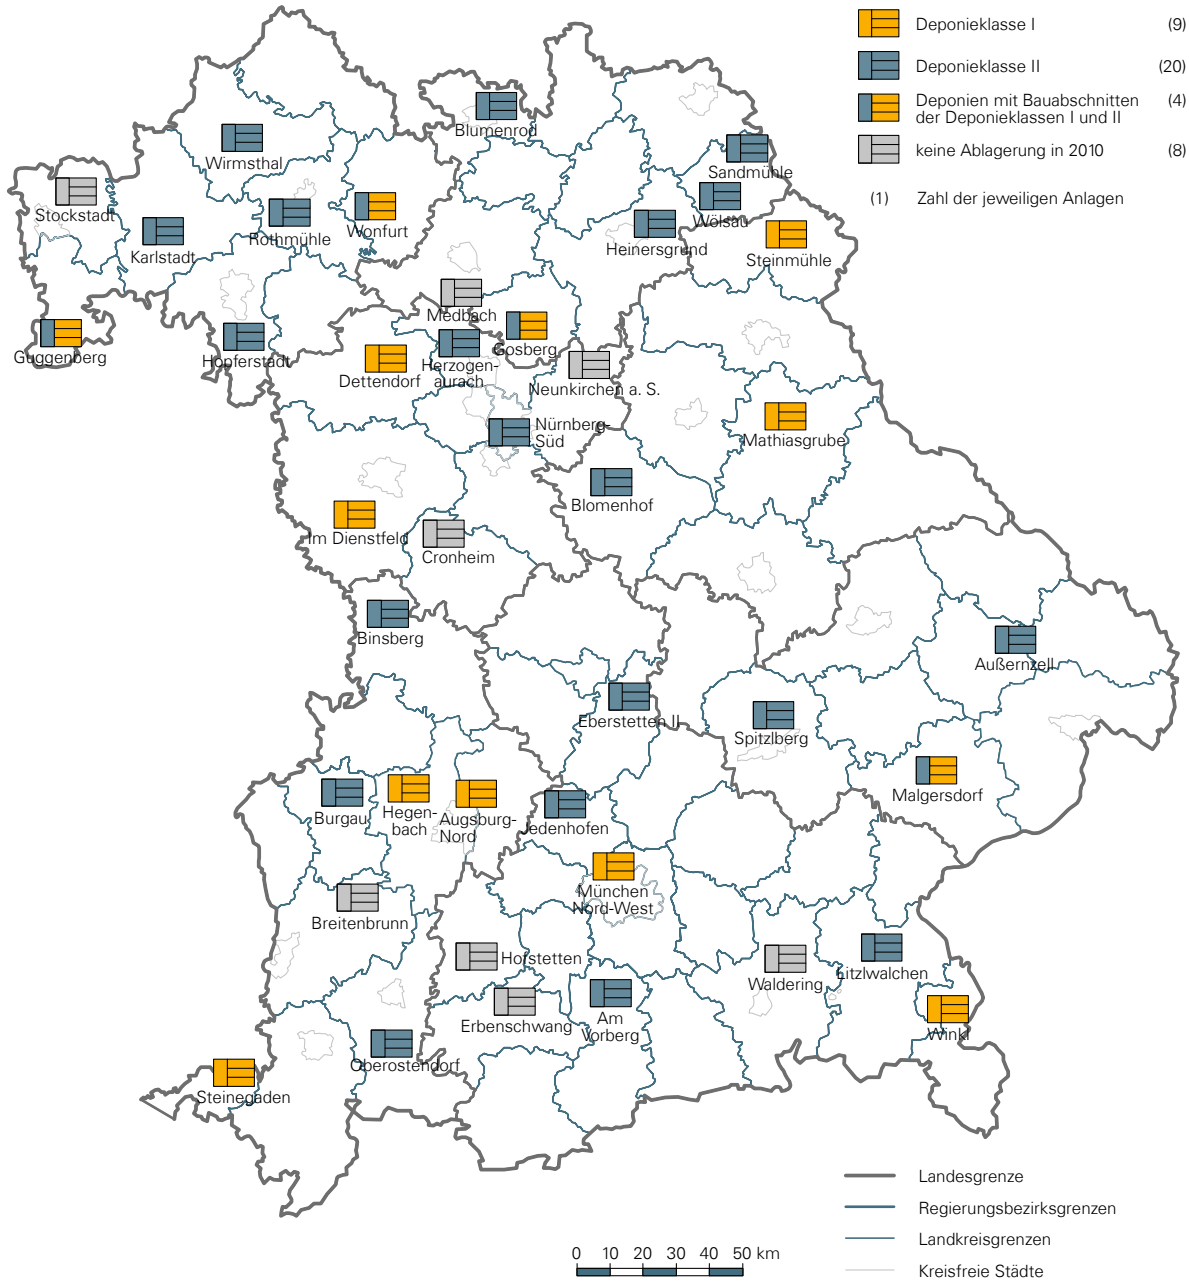 Deponieklasse I (9)
Deponieklasse II (20)
Deponien mit Bauabschnitten (4)
der Deponieklassen I und II
keine Ablagerung in 2010 (8)
(1) Zahl der jeweiligen Anlagen
Blumenrod
Wirmsthal
Sandmühle
Stockstadt
Wölsau
Rothmühle
Wonfurt
Karlstadt
Heinersgrund
Steinmühle
Medbach
Guggenberg
Hopferstadt
Gosberg
Herzogen-
aurach
Dettendorf
Neunkirchen a. S.
Nürnberg-
Süd
Mathiasgrube
Blomenhof
Im Dienstfeld
Cronheim
Binsberg
Außernzell
Eberstetten II
Spitzlberg
Malgersdorf
Burgau
Hegen-
bach
Augsburg-
Nord
Jedenhofen
München
Nord-West
Breitenbrunn
Hofstetten
Waldering
Litzlwalchen
Erbenschwang
Am
Vorberg
Winkl
Oberostendorf
Steinegaden
Landesgrenze
Regierungsbezirksgrenzen
Landkreisgrenzen
Kreisfreie Städte
0 10 20 30 40 50 km